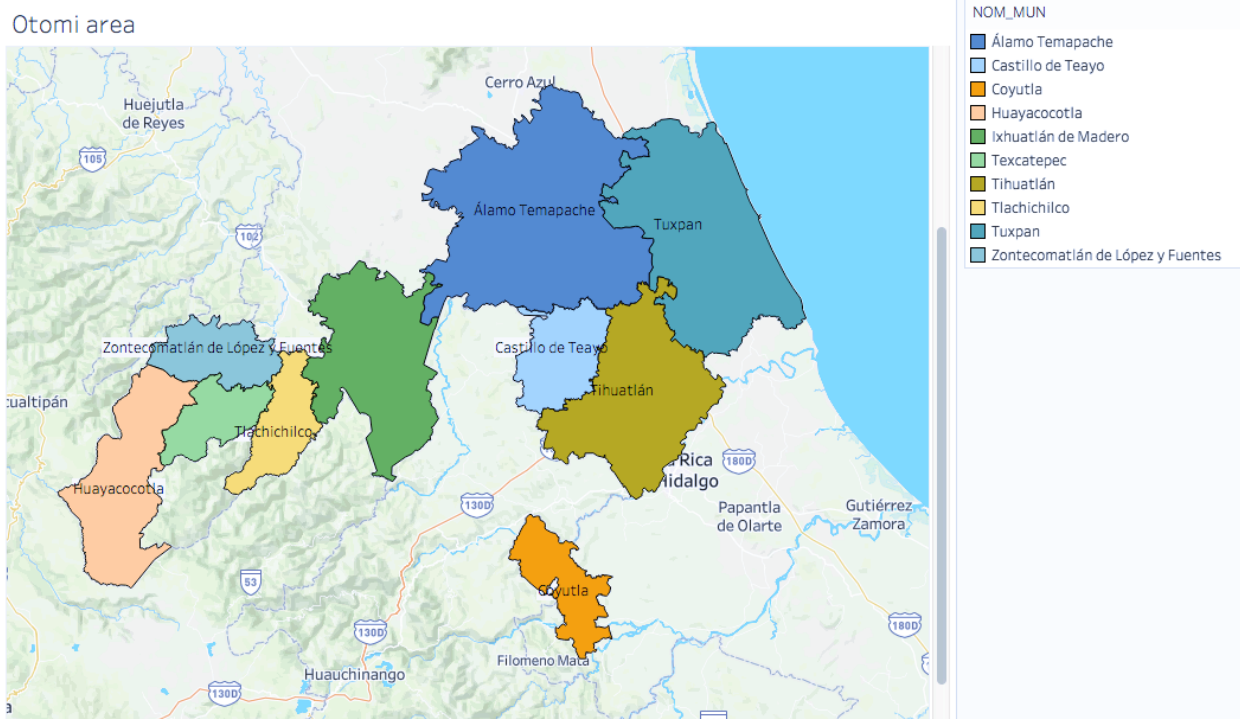 Otomi area
NOM_MUN
Álamo Temapache
Castillo de Teayo
Coyutla
Huayacocotla
Ixhuatlán de Madero
Texcatepec
Tihuatlán
Tlachichilco
Tuxpan
Zontecomatlán de López y Fuentes
Cerro Azul
Huejutla
de Reyes
105
102
Álamo Temapache
Tuxpan
Zontecomatlán de López y Fuentes
Castillo de Teayo
Tihuatlán
cualtipán
Tlachichilco
Huayacocotla
Rica
Hidalgo
180D
130D
Papantla
de Olarte
Gutiérrez
Zamora
53
Coyutla
130D
180D
Filomeno Mata
Huauchinango
130D